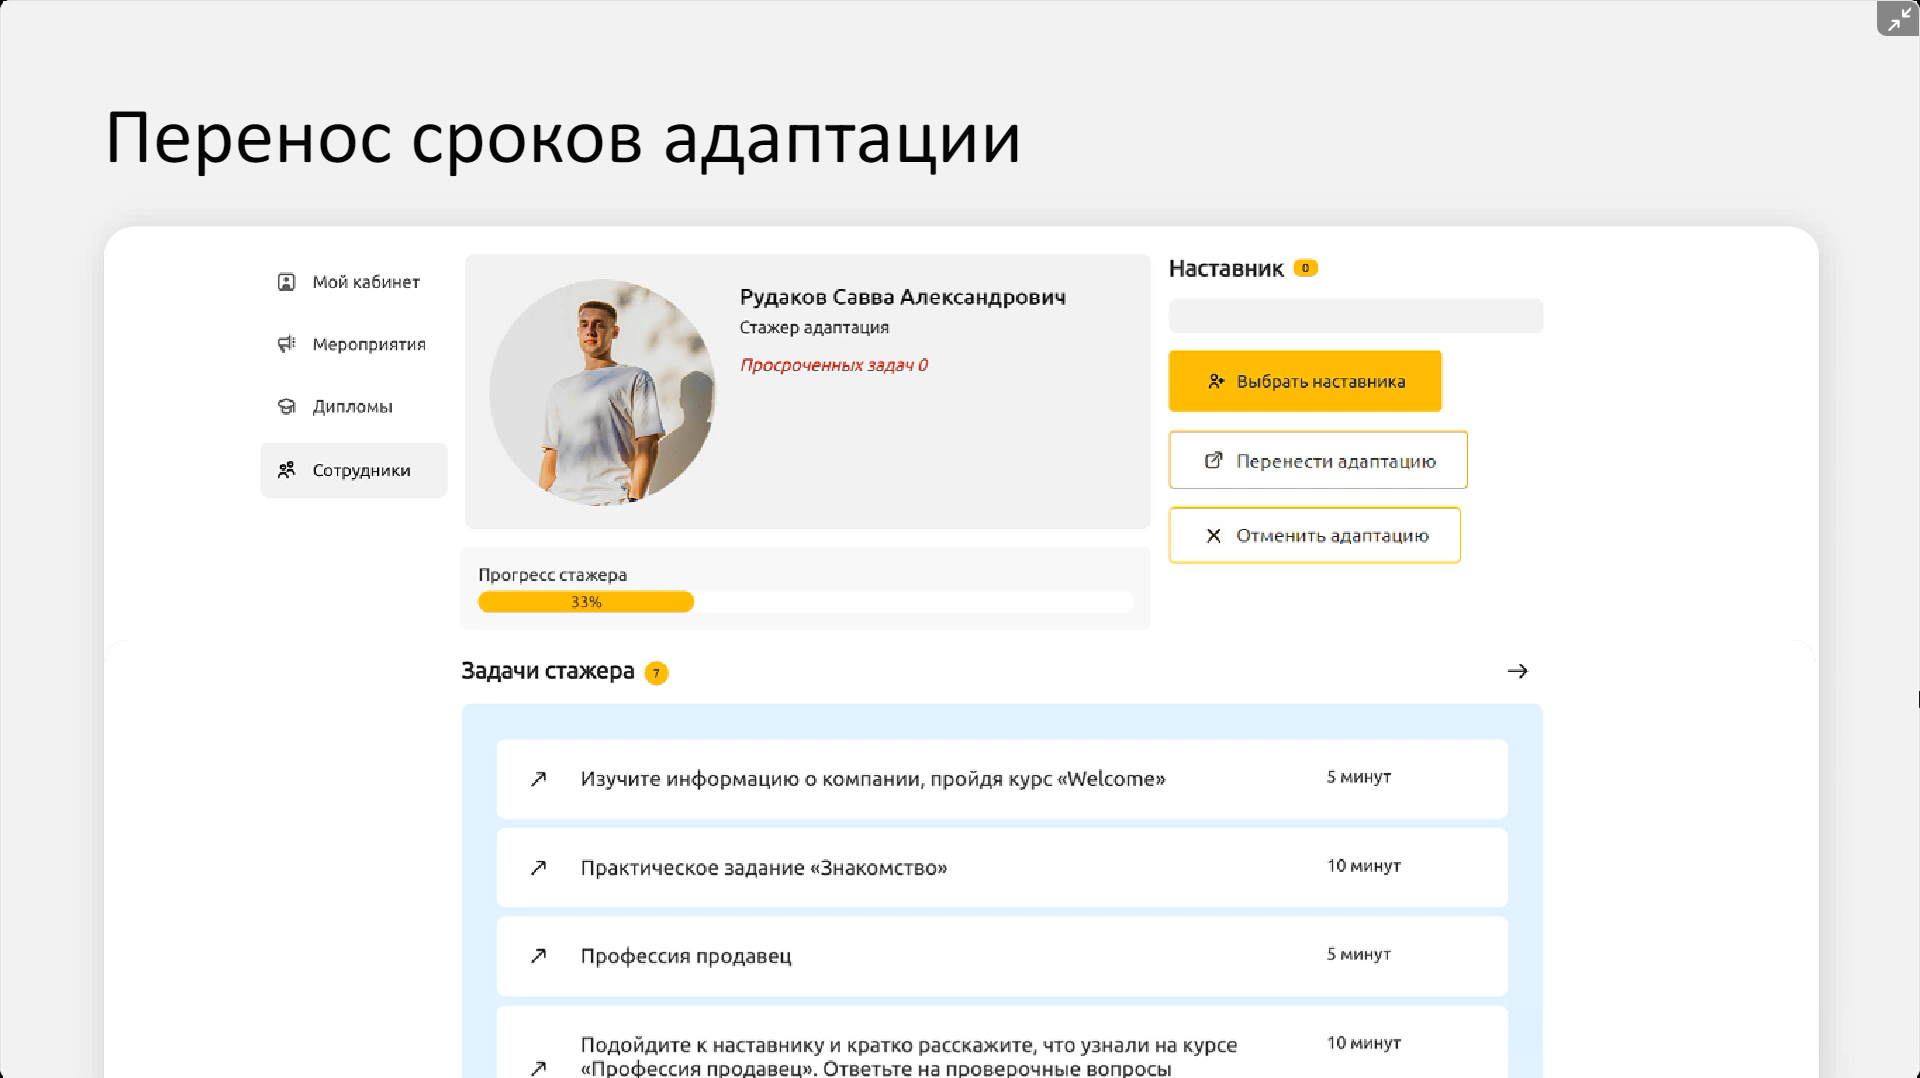 Перенос сроков адаптации
Мой кабинет
Мероприятия
Дипломы
Сотрудники
Рудаков Савва Александрович
Стажер адаптация
Просроченных задач 0
Наставник 0
Выбрать наставника
Перенести адаптацию
Отменить адаптацию
Прогресс стажера
33%
Задачи стажера 7
Изучите информацию о компании, пройдя курс «Welcome» 5 минут
Практическое задание «Знакомство» 10 минут
Профессия продавец 5 минут
Подойдите к наставнику и кратко расскажите, что узнали на курсе 10 минут
«Профессия продавец». Ответьте на проверочные вопросы